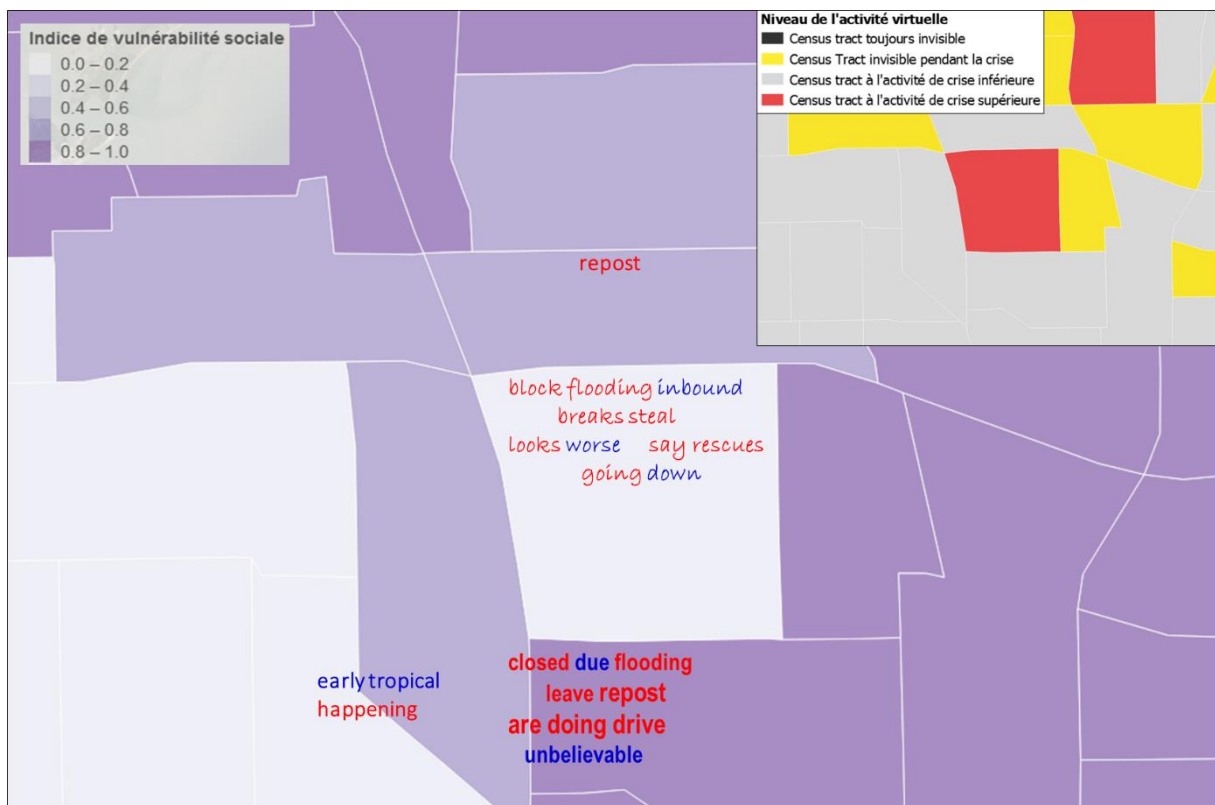 Indice de vulnérabilité sociale
0.0 – 0.2
0.2 – 0.4
0.4 – 0.6
0.6 – 0.8
0.8 – 1.0
Niveau de l'activité virtuelle
Census tract toujours invisible
Census Tract invisible pendant la crise
Census tract à l'activité de crise inférieure
Census tract à l'activité de crise supérieure
repost
block flooding inbound
breaks steal
looks worse say rescues
going down
early tropical
happening
closed due flooding
leave repost
are doing drive
unbelievable